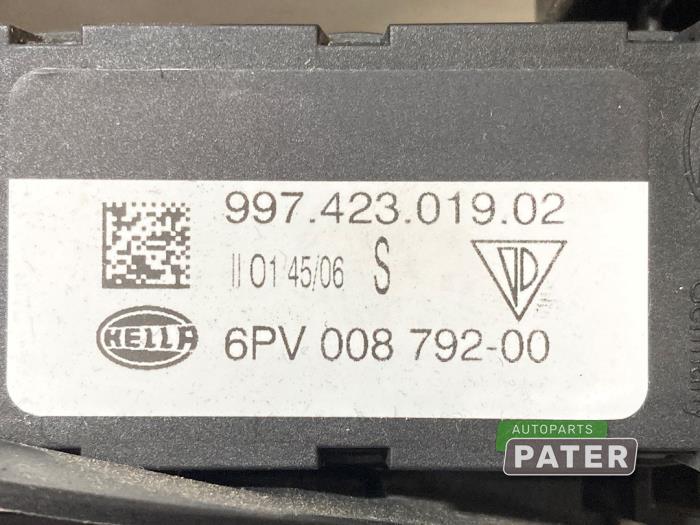 997.423.019.02
II 01 45/06 S
HELLA
6PV 008 792-00
AUTOPARTS
PATER